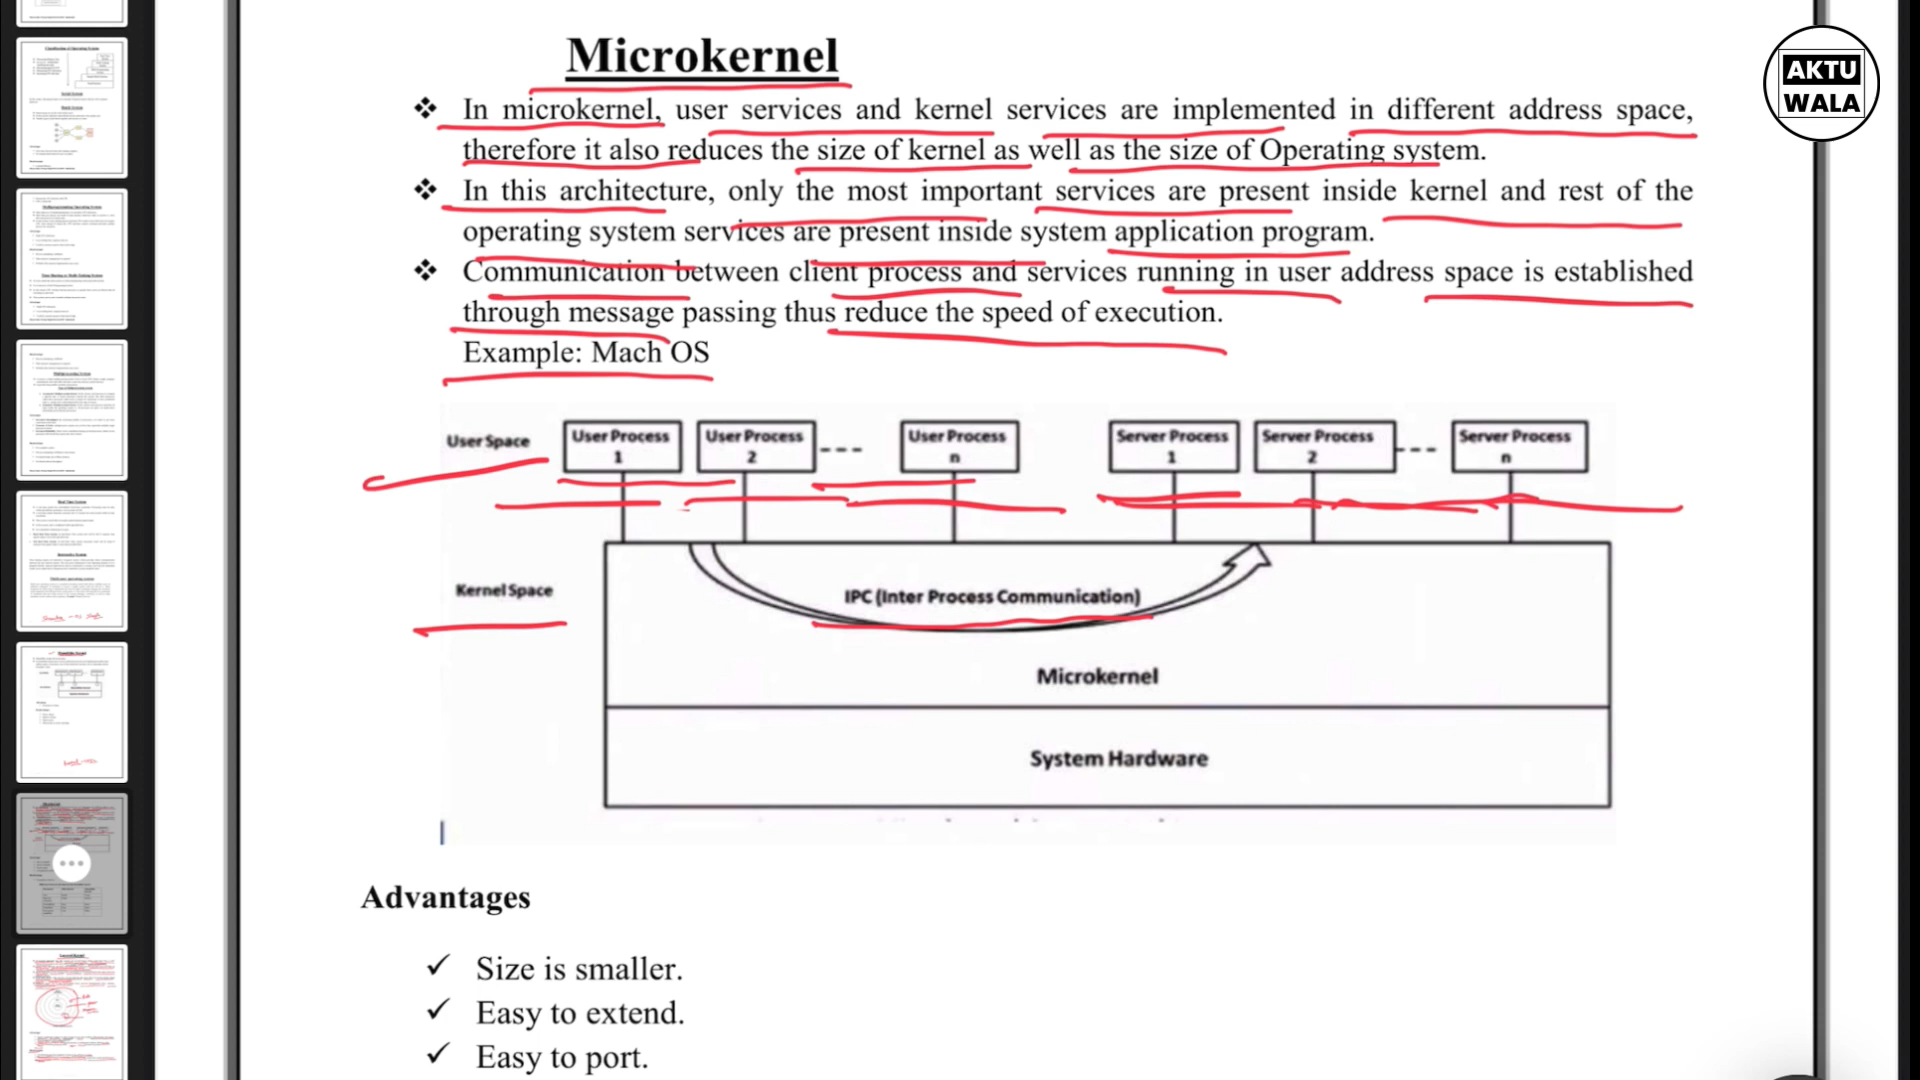 Microkernel
AKTU
WALA
❖ In microkernel, user services and kernel services are implemented in different address space,
therefore it also reduces the size of kernel as well as the size of Operating system.
❖ In this architecture, only the most important services are present inside kernel and rest of the
operating system services are present inside system application program.
❖ Communication between client process and services running in user address space is established
through message passing thus reduce the speed of execution.
Example: Mach OS
User Space
User Process
1
User Process
2
User Process
n
Server Process
1
Server Process
2
Server Process
n
Kernel Space
IPC (Inter Process Communication)
Microkernel
System Hardware
Advantages
✓ Size is smaller.
✓ Easy to extend.
✓ Easy to port.